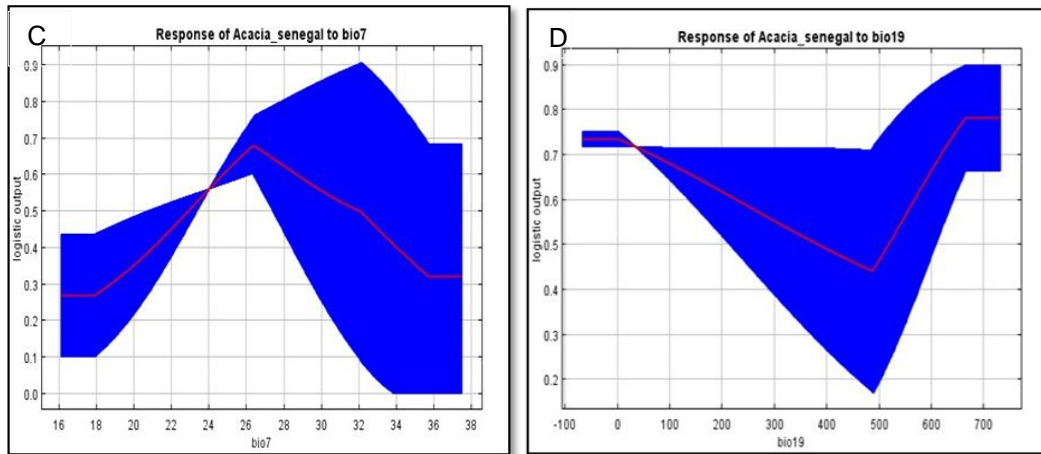 C
Response of Acacia_senegal to bio7
0.9
0.8
0.7
0.6
0.5
0.4
0.3
0.2
0.1
0.0
logistic output
16 18 20 22 24 26 28 30 32 34 36 38
bio7
D
Response of Acacia_senegal to bio19
0.9
0.8
0.7
0.6
0.5
0.4
0.3
0.2
logistic output
-100 0 100 200 300 400 500 600 700
bio19